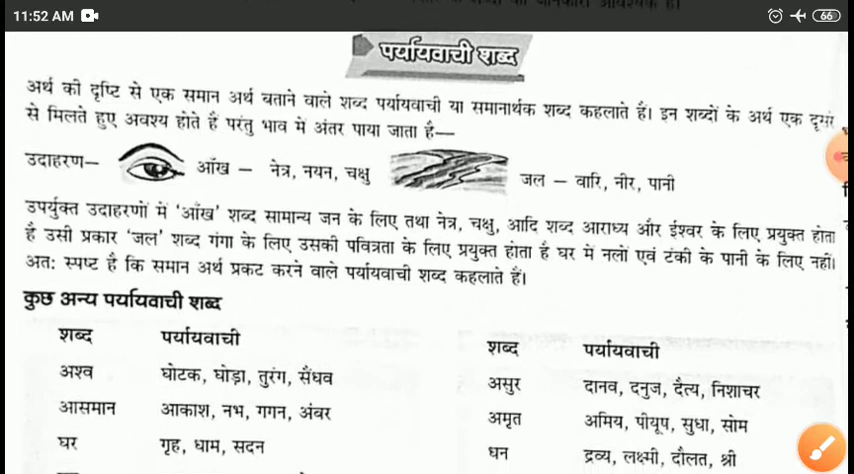 11:52 AM
66
पर्यायवाची शब्द
अर्थ की दृष्टि से एक समान अर्थ बताने वाले शब्द पर्यायवाची या समानार्थक शब्द कहलाते हैं। इन शब्दों के अर्थ एक दूसरे
से मिलते हुए अवश्य होते हैं परंतु भाव में अंतर पाया जाता है—
उदाहरण— आँख – नेत्र, नयन, चक्षु जल – वारि, नीर, पानी
उपर्युक्त उदाहरणों में ‘आँख’ शब्द सामान्य जन के लिए तथा नेत्र, चक्षु, आदि शब्द आराध्य और ईश्वर के लिए प्रयुक्त होता
है उसी प्रकार ‘जल’ शब्द गंगा के लिए उसकी पवित्रता के लिए प्रयुक्त होता है घर में नलों एवं टंकी के पानी के लिए नहीं।
अत: स्पष्ट है कि समान अर्थ प्रकट करने वाले पर्यायवाची शब्द कहलाते हैं।
कुछ अन्य पर्यायवाची शब्द
शब्द पर्यायवाची
अश्व घोटक, घोड़ा, तुरंग, सैंधव
आसमान आकाश, नभ, गगन, अंबर
घर गृह, धाम, सदन
शब्द पर्यायवाची
असुर दानव, दनुज, दैत्य, निशाचर
अमृत अमिय, पीयूष, सुधा, सोम
धन द्रव्य, लक्ष्मी, दौलत, श्री